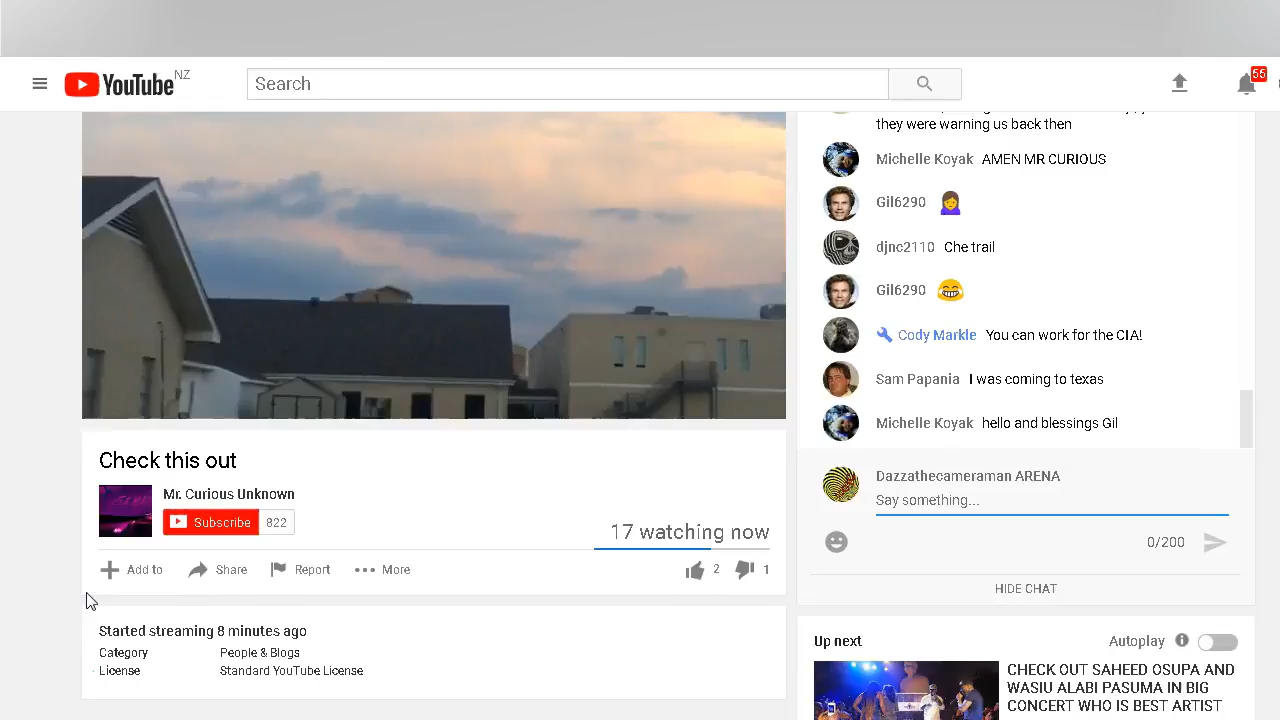 YouTube NZ
Search
55
they were warning us back then
Michelle Koyak AMEN MR CURIOUS
Gil6290
djnc2110 Che trail
Gil6290
Cody Markle You can work for the CIA!
Sam Papania I was coming to texas
Michelle Koyak hello and blessings Gil
Dazzathecameraman ARENA
Say something...
0/200
HIDE CHAT
Check this out
Mr. Curious Unknown
Subscribe 822
17 watching now
Add to Share Report More 2 1
Started streaming 8 minutes ago
Category People & Blogs
License Standard YouTube License
Up next Autoplay
CHECK OUT SAHEED OSUPA AND
WASIU ALABI PASUMA IN BIG
CONCERT WHO IS BEST ARTIST